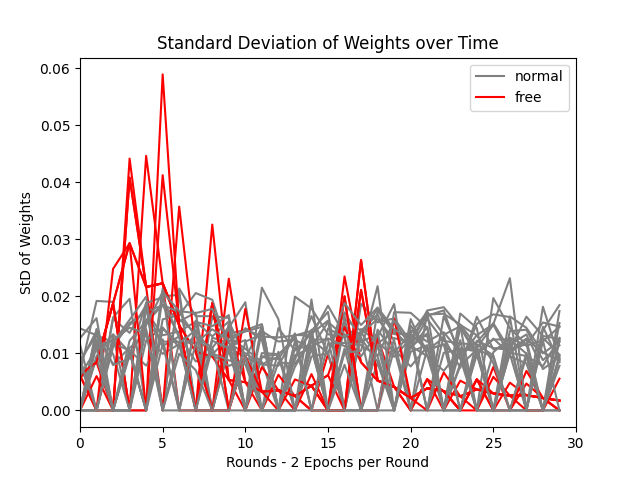 Standard Deviation of Weights over Time
normal
free
StD of Weights
0.06
0.05
0.04
0.03
0.02
0.01
0.00
0 5 10 15 20 25 30
Rounds - 2 Epochs per Round